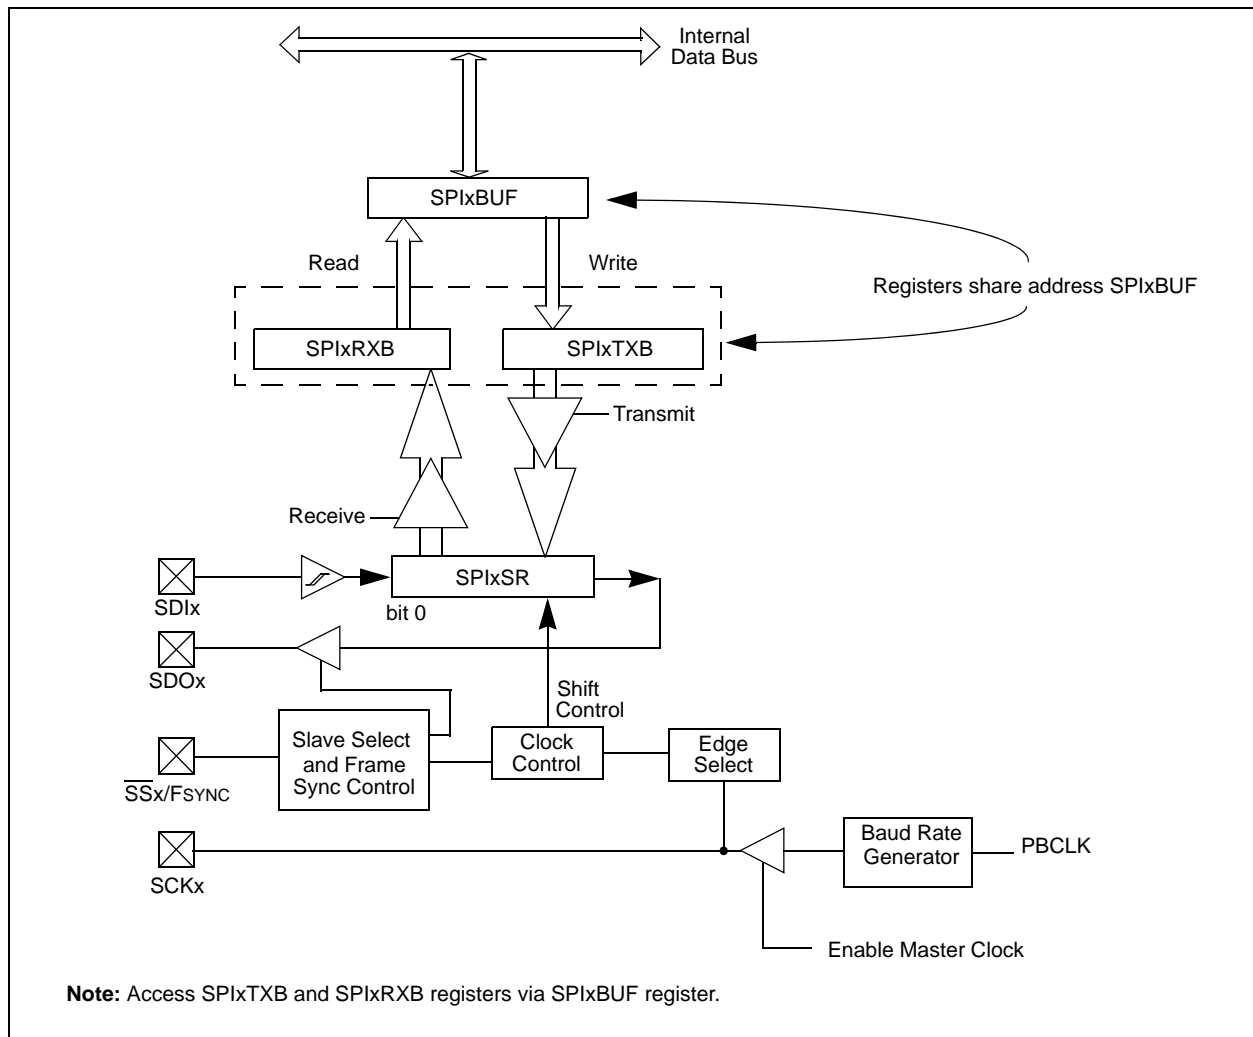 Internal
Data Bus
SPIxBUF
Read
Write
Registers share address SPIxBUF
SPIxRXB
SPIxTXB
Transmit
Receive
SPIxSR
SDIx
bit 0
SDOx
Shift
Control
Slave Select
and Frame
Sync Control
Clock
Control
Edge
Select
SSx/FSYNC
Baud Rate
Generator
PBCLK
SCKx
Enable Master Clock
Note: Access SPIxTXB and SPIxRXB registers via SPIxBUF register.